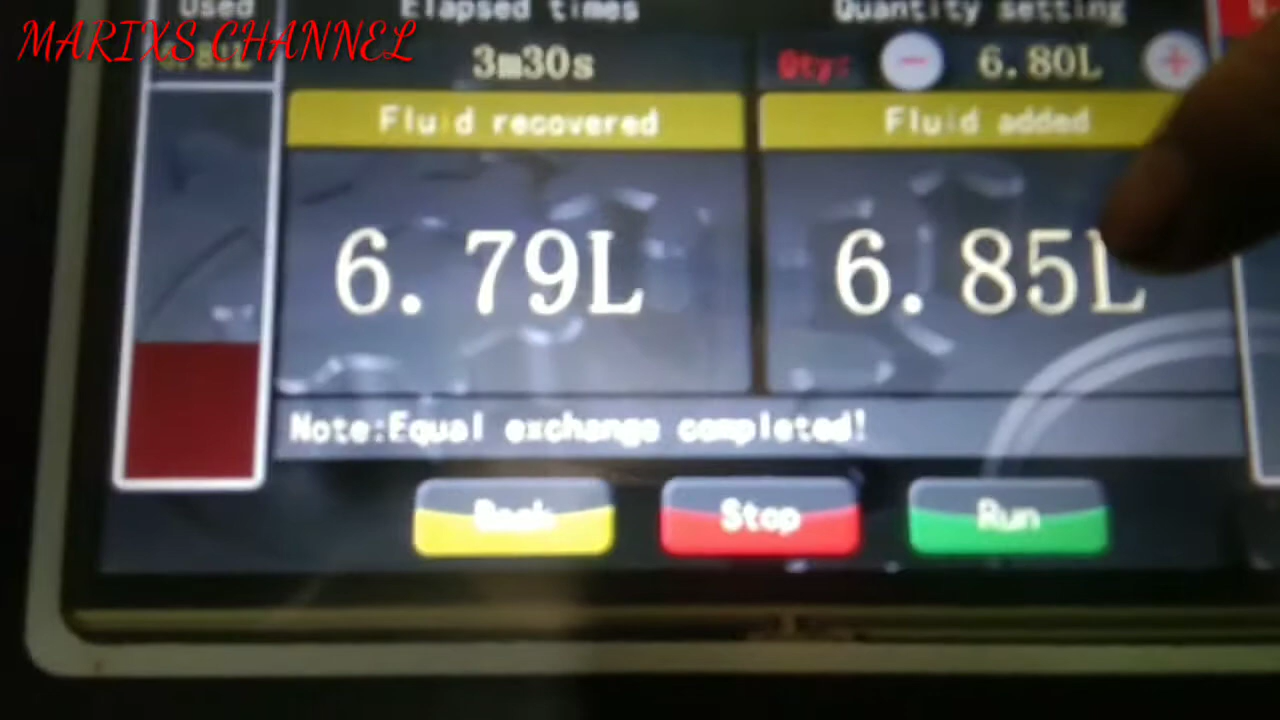 MARIXS CHANNEL
Used
Elapsed times
Quantity setting
3m30s
Qty:
6.80L
Fluid recovered
Fluid added
6.79L
6.85L
Note:Equal exchange completed!
Back
Stop
Run